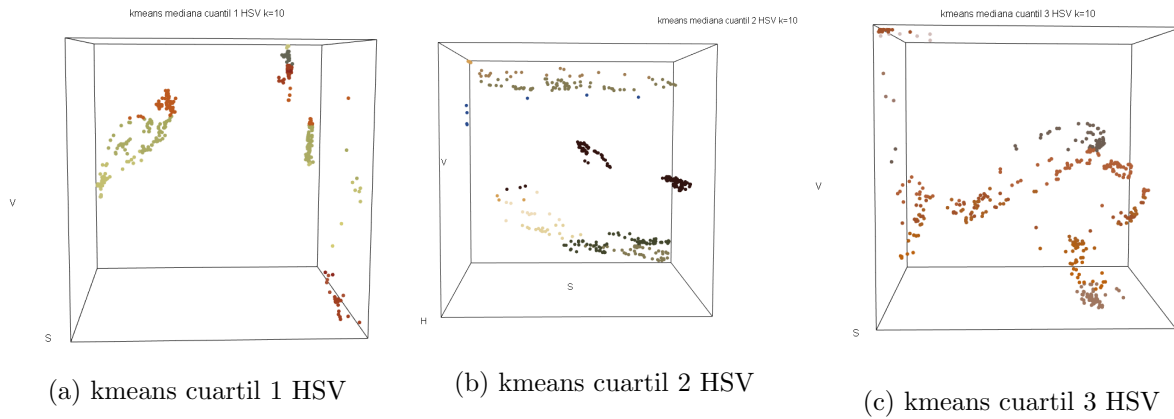 kmeans mediana cuartil 1 HSV k=10
V
S
(a) kmeans cuartil 1 HSV
kmeans mediana cuartil 2 HSV k=10
V
S
H
(b) kmeans cuartil 2 HSV
kmeans mediana cuartil 3 HSV k=10
V
S
(c) kmeans cuartil 3 HSV